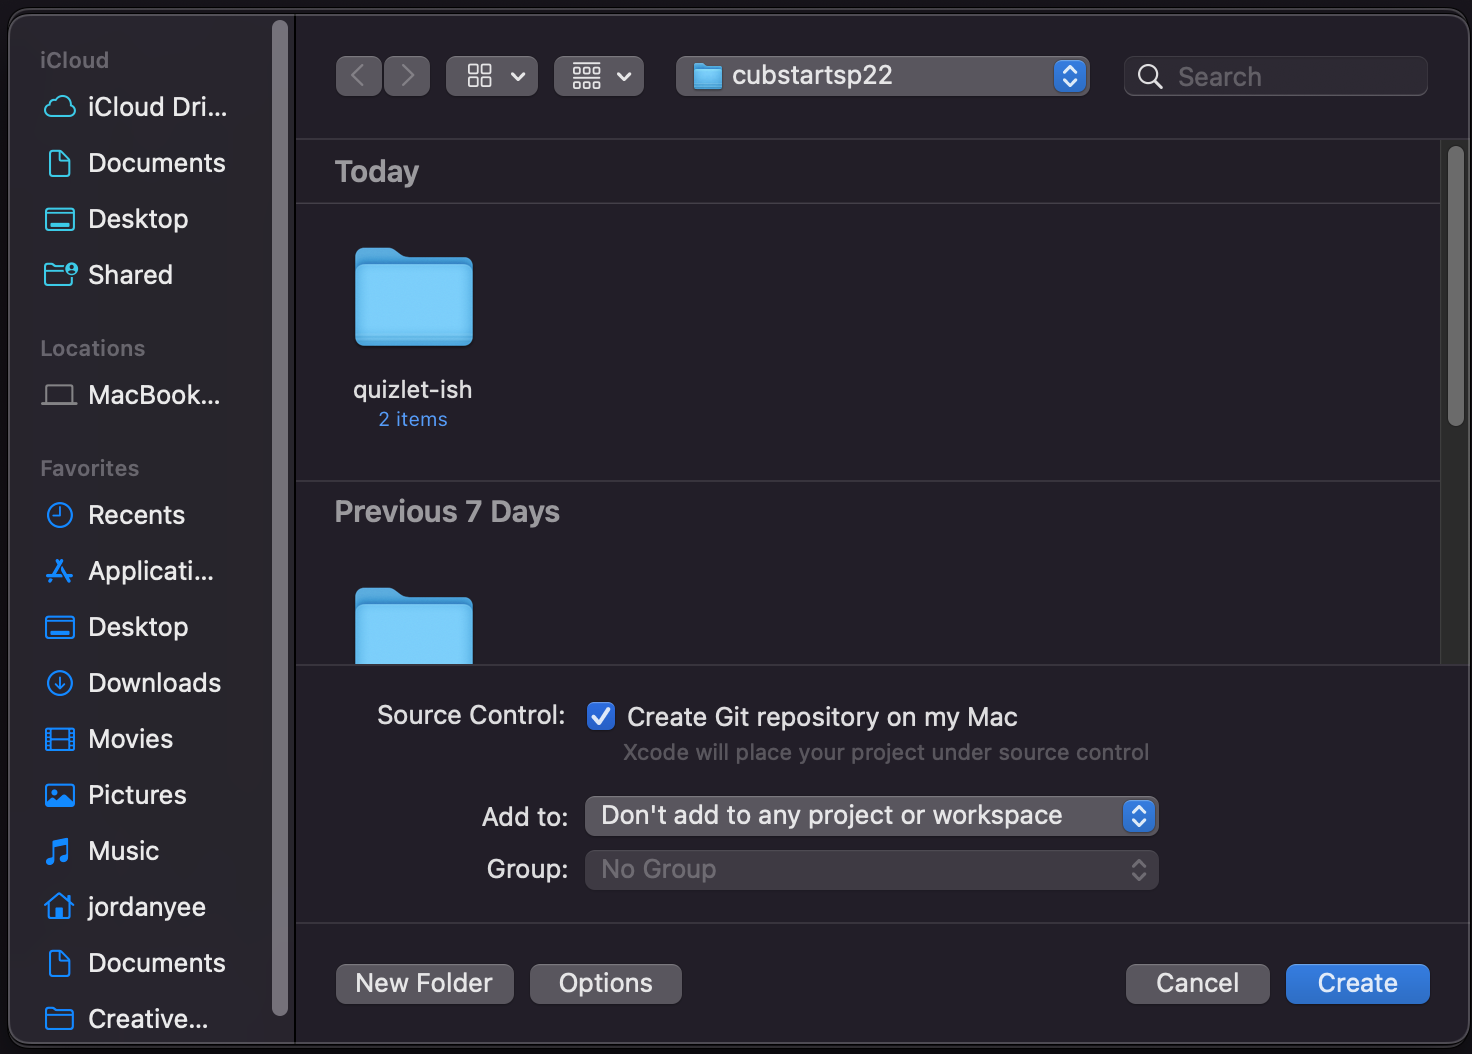 iCloud
iCloud Dri...
Documents
Desktop
Shared
Locations
MacBook...
Favorites
Recents
Applicati...
Desktop
Downloads
Movies
Pictures
Music
jordanyee
Documents
Creative...
cubstartsp22
Search
Today
quizlet-ish
2 items
Previous 7 Days
Source Control: Create Git repository on my Mac
Xcode will place your project under source control
Add to: Don't add to any project or workspace
Group: No Group
New Folder Options Cancel Create